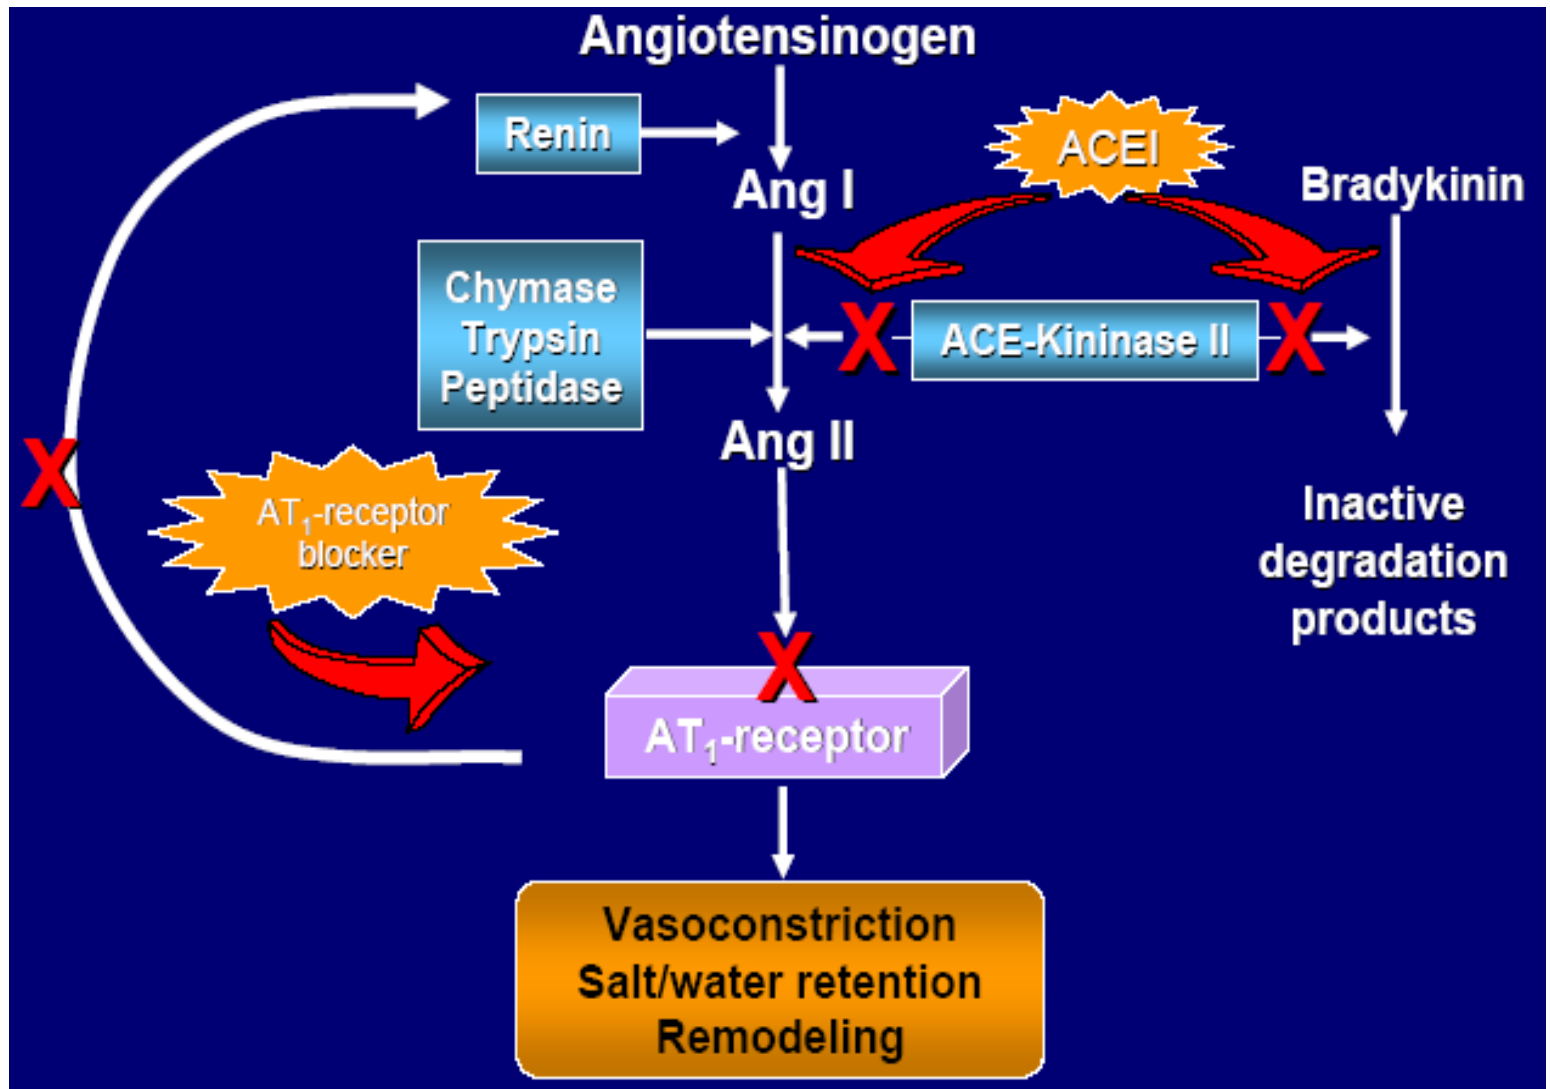 Angiotensinogen
Renin
ACEI
Ang I
Bradykinin
Chymase
Trypsin
Peptidase
X
ACE-Kininase II
X
Ang II
X
AT₁-receptor
blocker
Inactive
degradation
products
X
AT₁-receptor
Vasoconstriction
Salt/water retention
Remodeling